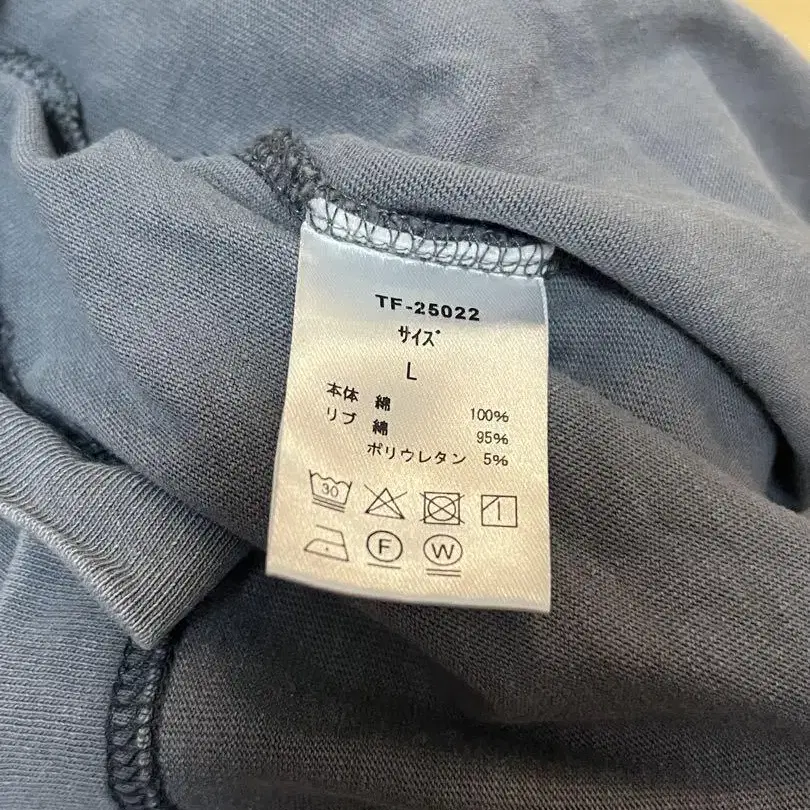 TF-25022
サイズ
L
本体 綿 100%
リブ 綿 95%
ポリウレタン 5%
30
F W